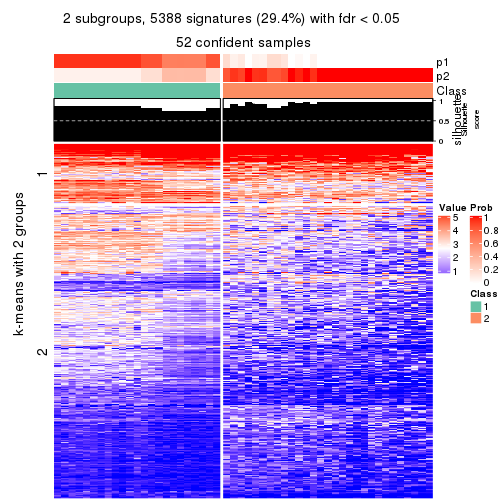 2 subgroups, 5388 signatures (29.4%) with fdr < 0.05
52 confident samples
p1
p2
Class
1
0.5
0
silhouette
Silhouette
score
k-means with 2 groups
1
2
Value
5
4
3
2
1
Prob
1
0.8
0.6
0.4
0.2
0
Class
1
2